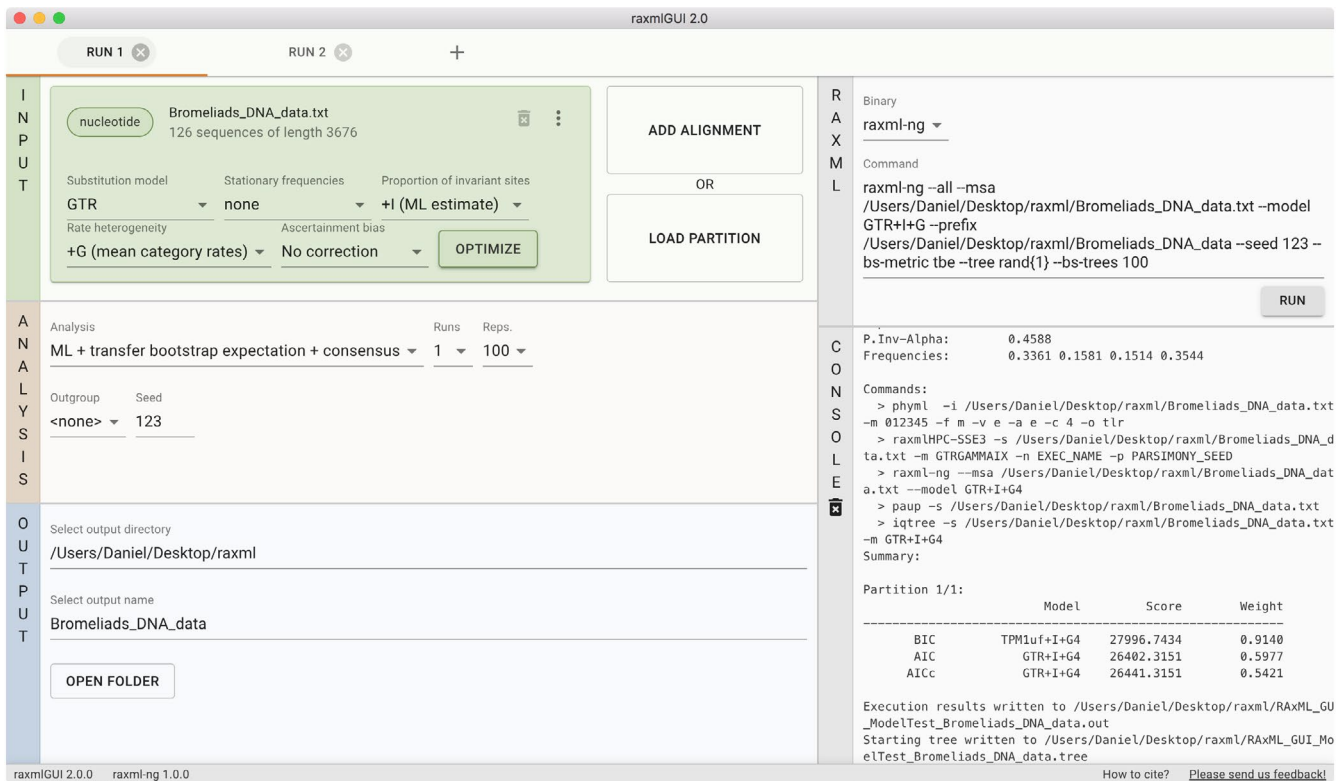 raxmlGUI 2.0
RUN 1
RUN 2
INPUT
nucleotide
Bromeliads_DNA_data.txt
126 sequences of length 3676
Substitution model
Stationary frequencies
Proportion of invariant sites
GTR
none
+I (ML estimate)
Rate heterogeneity
Ascertainment bias
+G (mean category rates)
No correction
OPTIMIZE
ADD ALIGNMENT
OR
LOAD PARTITION
ANALYSIS
Analysis
Runs
Reps.
ML + transfer bootstrap expectation + consensus
1
100
Outgroup
Seed
<none>
123
OUTPUT
Select output directory
/Users/Daniel/Desktop/raxml
Select output name
Bromeliads_DNA_data
OPEN FOLDER
RAXML
Binary
raxml-ng
Command
raxml-ng --all --msa
/Users/Daniel/Desktop/raxml/Bromeliads_DNA_data.txt --model
GTR+I+G --prefix
/Users/Daniel/Desktop/raxml/Bromeliads_DNA_data --seed 123 --
bs-metric tbe --tree rand{1} --bs-trees 100
RUN
CONSOLE
P.Inv-Alpha: 0.4588
Frequencies: 0.3361 0.1581 0.1514 0.3544
Commands:
> phyml -i /Users/Daniel/Desktop/raxml/Bromeliads_DNA_data.txt
-m 012345 -f m -v e -a e -c 4 -o tlr
> raxmlHPC-SSE3 -s /Users/Daniel/Desktop/raxml/Bromeliads_DNA_d
ta.txt -m GTRGAMMAIX -n EXEC_NAME -p PARSIMONY_SEED
> raxml-ng --msa /Users/Daniel/Desktop/raxml/Bromeliads_DNA_dat
a.txt --model GTR+I+G4
> paup -s /Users/Daniel/Desktop/raxml/Bromeliads_DNA_data.txt
> iqtree -s /Users/Daniel/Desktop/raxml/Bromeliads_DNA_data.txt
-m GTR+I+G4
Summary:
Partition 1/1:
Model Score Weight
BIC TPM1uf+I+G4 27996.7434 0.9140
AIC GTR+I+G4 26402.3151 0.5977
AICc GTR+I+G4 26441.3151 0.5421
Execution results written to /Users/Daniel/Desktop/raxml/RAxML_GU
_ModelTest_Bromeliads_DNA_data.out
Starting tree written to /Users/Daniel/Desktop/raxml/RAxML_GUI_Mo
elTest_Bromeliads_DNA_data.tree
raxmlGUI 2.0.0
raxml-ng 1.0.0
How to cite?
Please send us feedback!